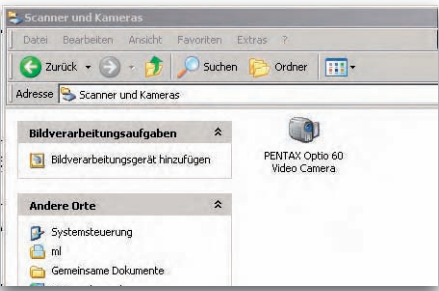 Scanner und Kameras
Datei Bearbeiten Ansicht Favoriten Extras ?
Zurück Suchen Ordner
Adresse Scanner und Kameras
Bildverarbeitungsaufgaben
Bildverarbeitungsgerät hinzufügen
PENTAX Optio 60
Video Camera
Andere Orte
Systemsteuerung
ml
Gemeinsame Dokumente